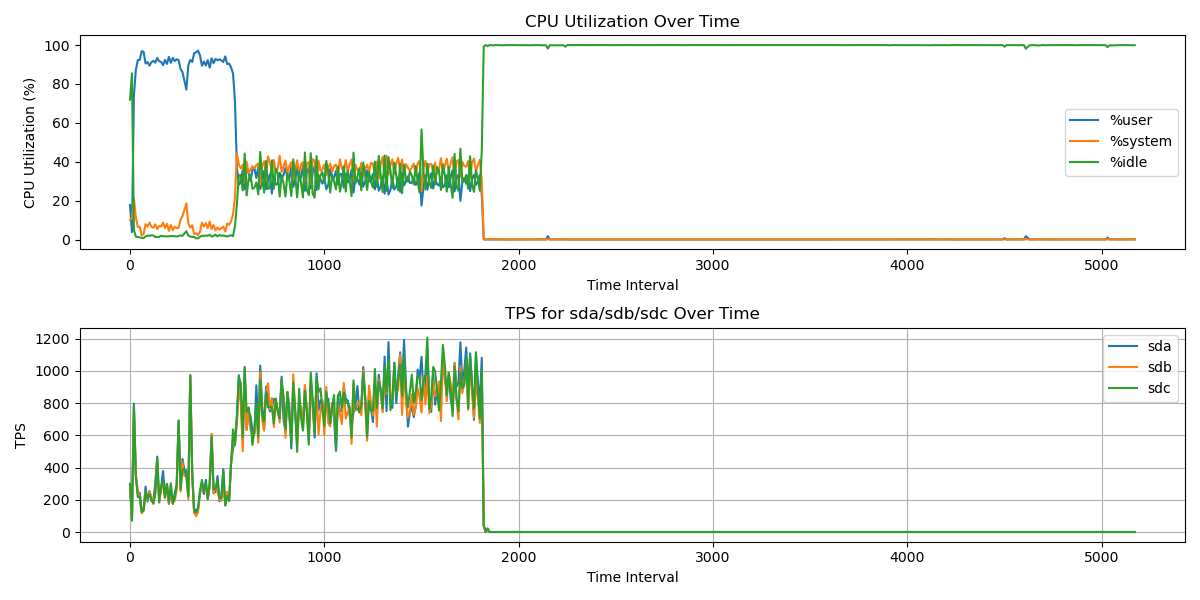 CPU Utilization Over Time
CPU Utilization (%)
100
80
60
40
20
0
%user
%system
%idle
0 1000 2000 3000 4000 5000
Time Interval
TPS for sda/sdb/sdc Over Time
TPS
1200
1000
800
600
400
200
0
sda
sdb
sdc
0 1000 2000 3000 4000 5000
Time Interval